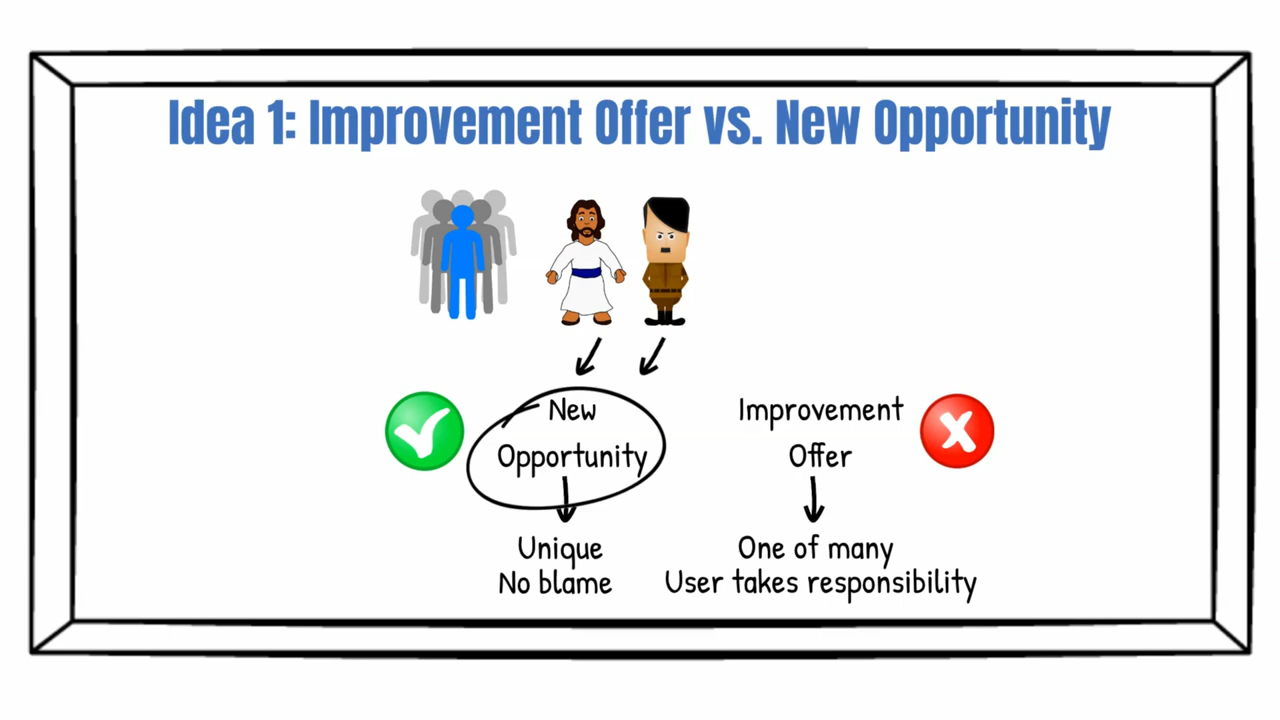 Idea 1: Improvement Offer vs. New Opportunity
New
Opportunity
Unique
No blame
Improvement
Offer
One of many
User takes responsibility